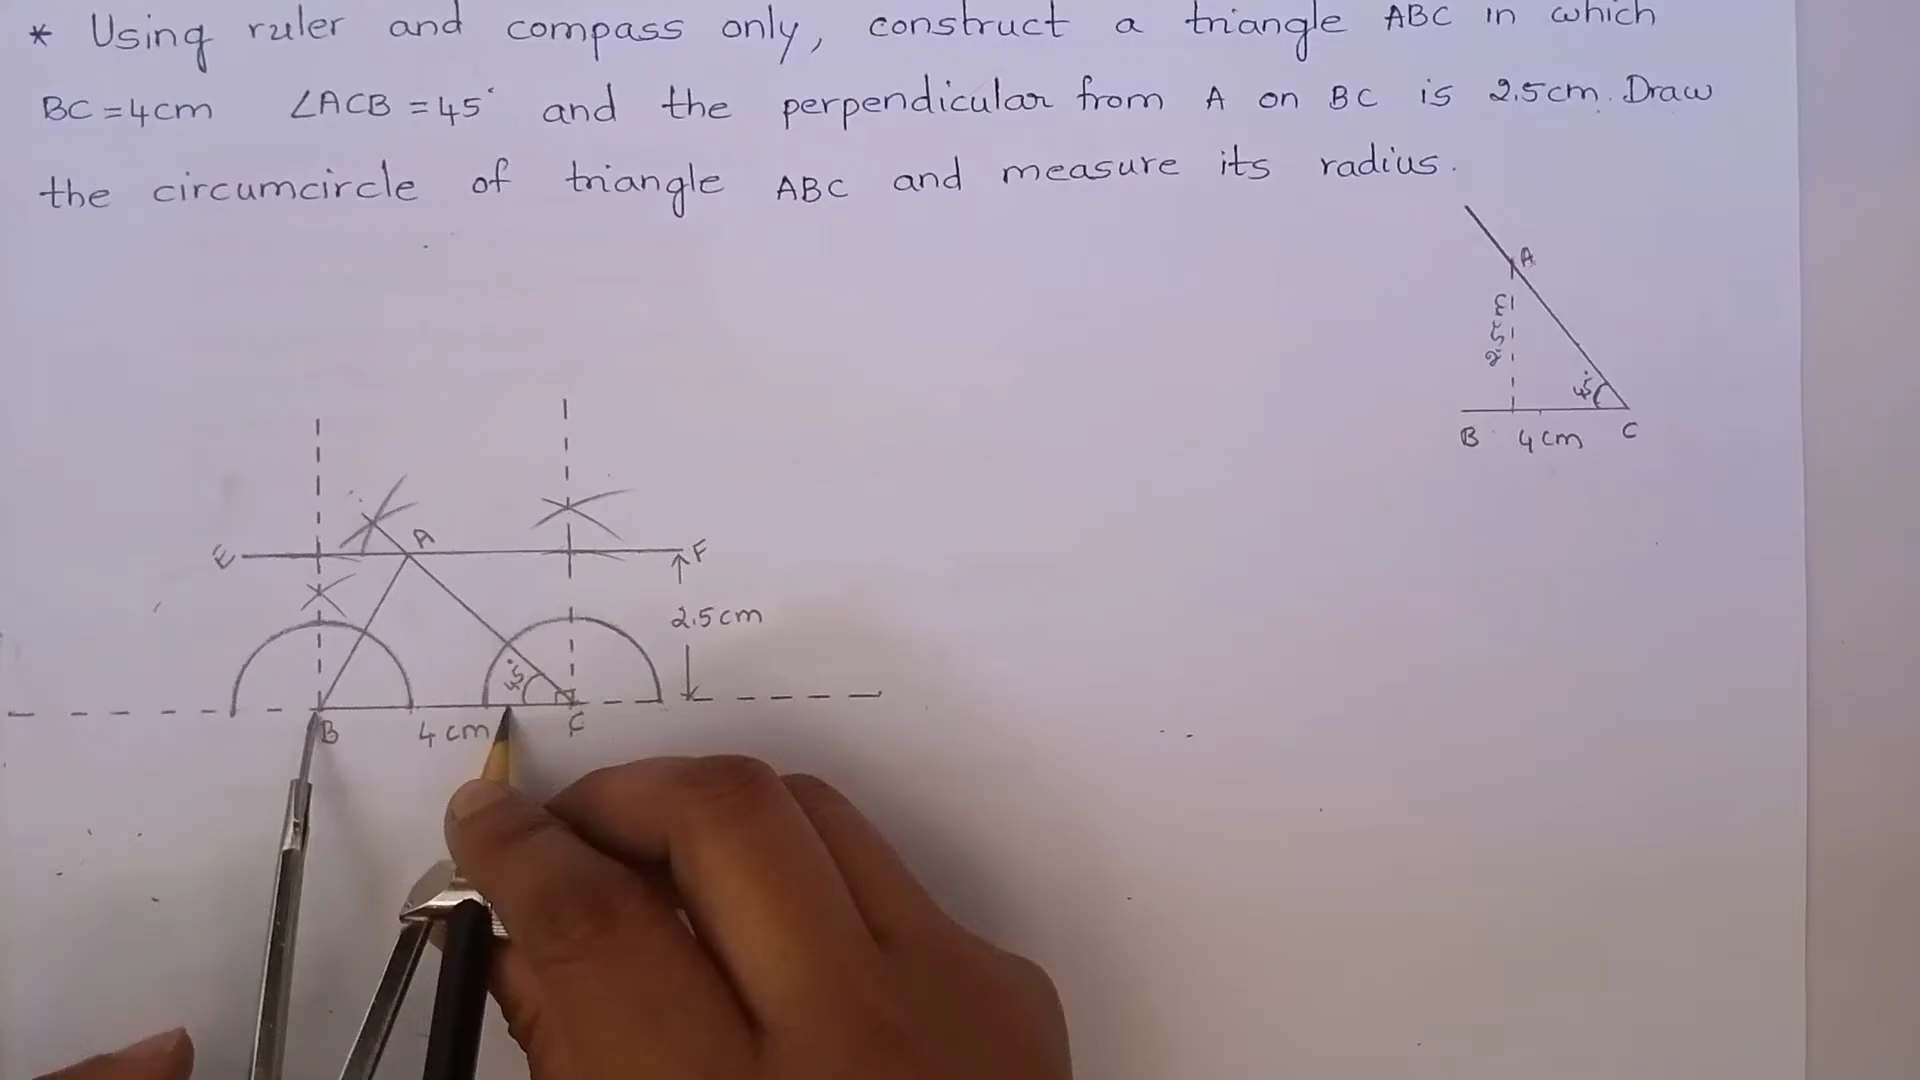 * Using ruler and compass only, construct a triangle ABC in which
BC = 4cm ∠ACB = 45° and the perpendicular from A on BC is 2.5cm. Draw
the circumcircle of triangle ABC and measure its radius.
A
2.5cm
45°
B 4cm C
A
E F
2.5cm
45°
B 4cm C